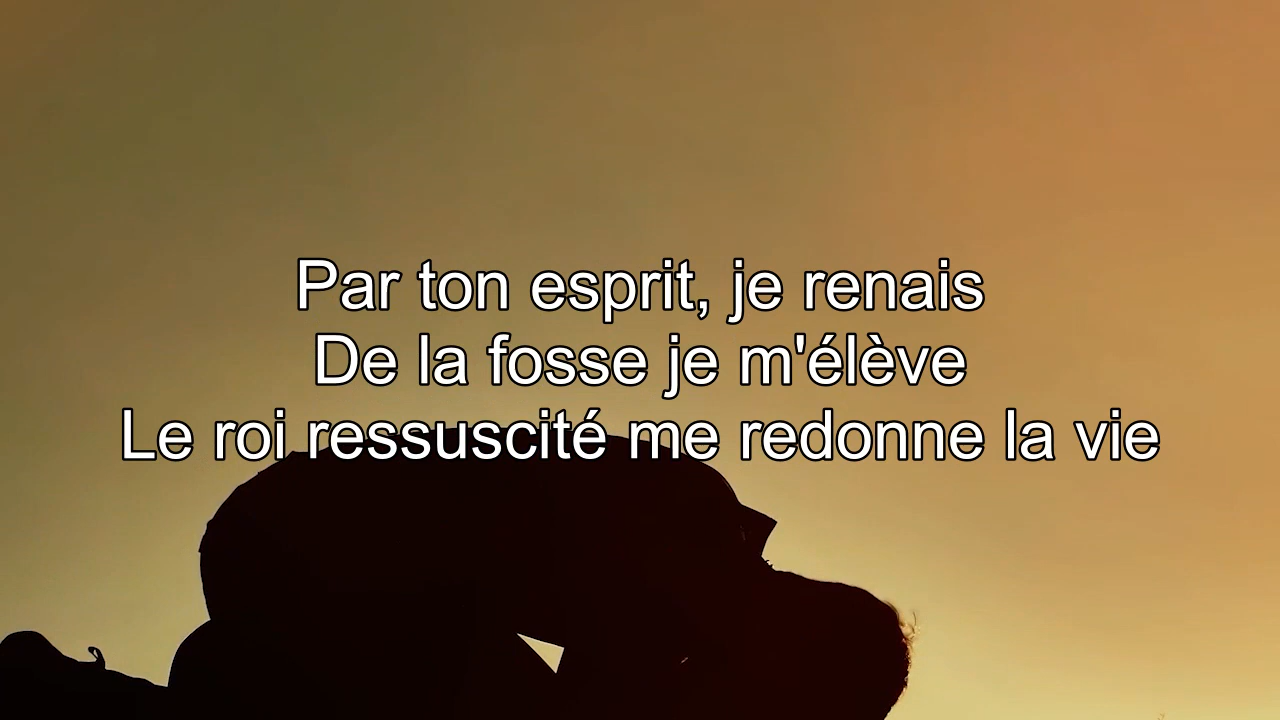 Par ton esprit, je renais
De la fosse je m'élève
Le roi ressuscité me redonne la vie